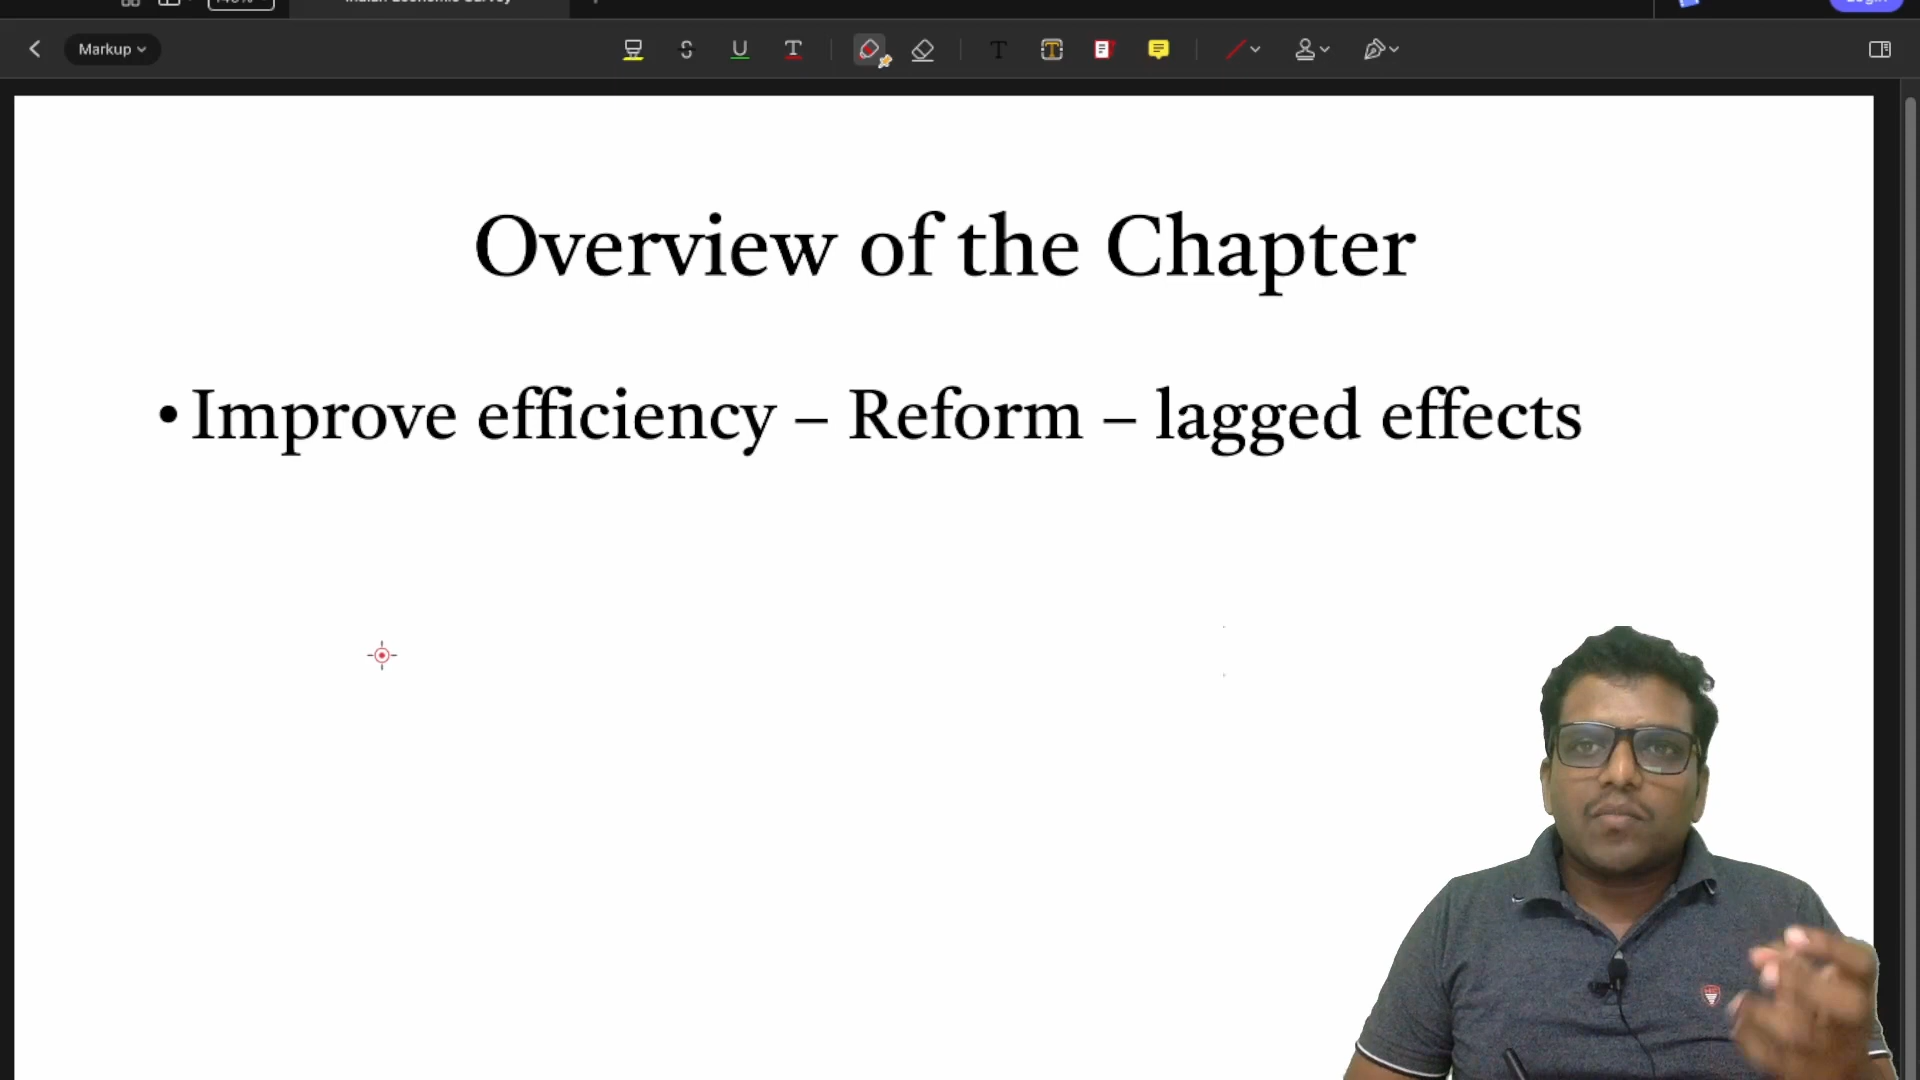 Markup
Overview of the Chapter
• Improve efficiency – Reform – lagged effects